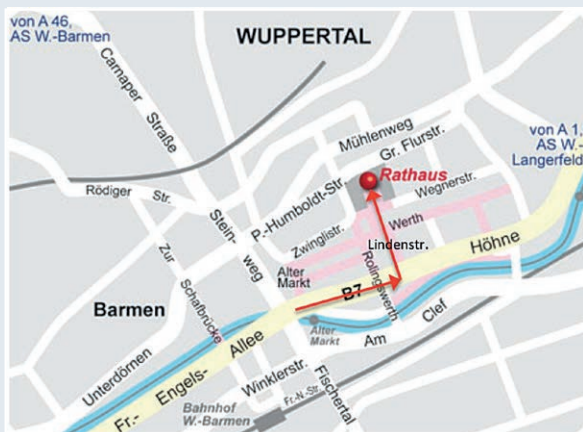 von A 46,
AS W.-Barmen
WUPPERTAL
Carnaper Straße
Mühlenweg
Gr. Flurstr.
von A 1,
AS W.-
Langerfeld
Rathaus
Rödiger Str.
P.-Humboldt-Str.
Wegnerstr.
Stein-
weg
Zwinglistr.
Werth
Lindenstr.
Höhne
Zur
Schafbrücke
Alter
Markt
Rolingswerth
B7
Barmen
Clef
Alter
Markt
Am
Unterdörnen
Fr.- Engels- Allee
Winklerstr.
Fischertal
Fr.-N.-Str.
Bahnhof
W.-Barmen